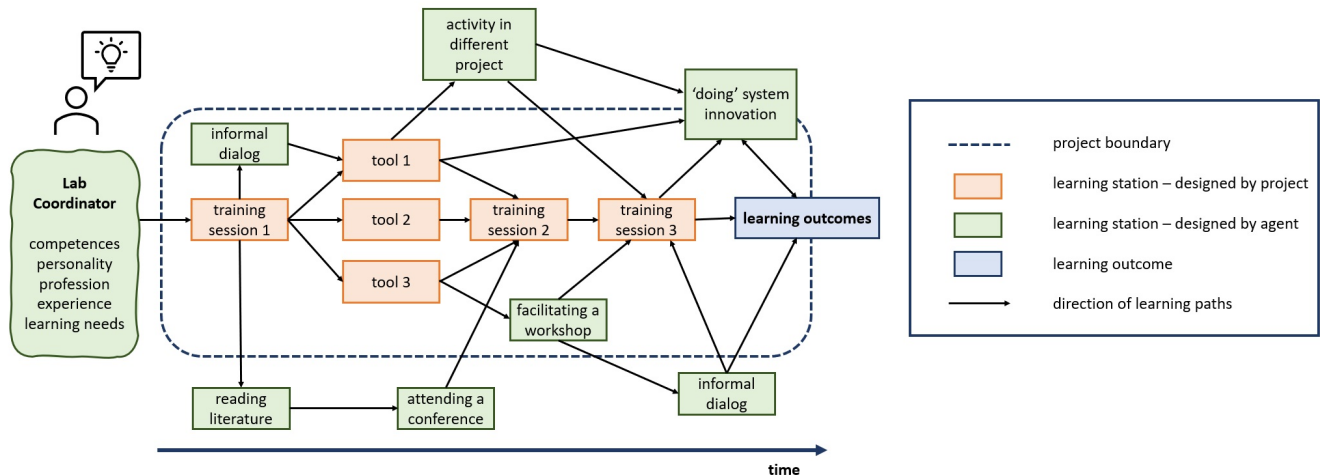 Lab
Coordinator
competences
personality
profession
experience
learning needs
informal
dialog
training
session 1
reading
literature
tool 1
tool 2
tool 3
activity in
different
project
attending a
conference
training
session 2
facilitating a
workshop
training
session 3
‘doing’ system
innovation
informal
dialog
learning outcomes
time
project boundary
learning station – designed by project
learning station – designed by agent
learning outcome
direction of learning paths